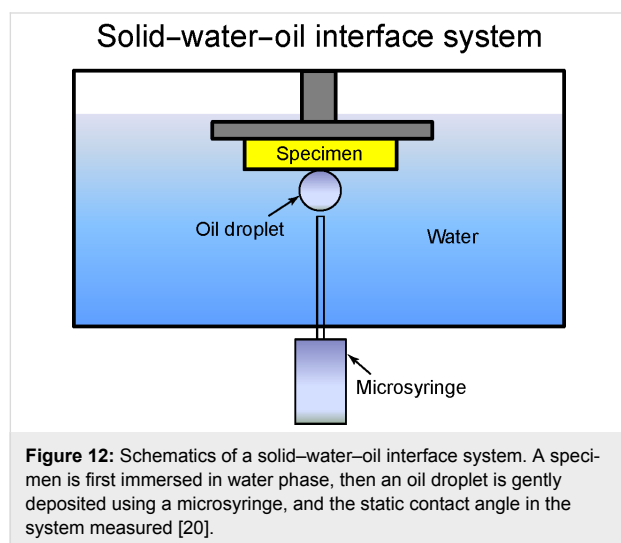 Solid–water–oil interface system
Specimen
Oil droplet
Water
Microsyringe
Figure 12: Schematics of a solid–water–oil interface system. A speci-
men is first immersed in water phase, then an oil droplet is gently
deposited using a microsyringe, and the static contact angle in the
system measured [20].